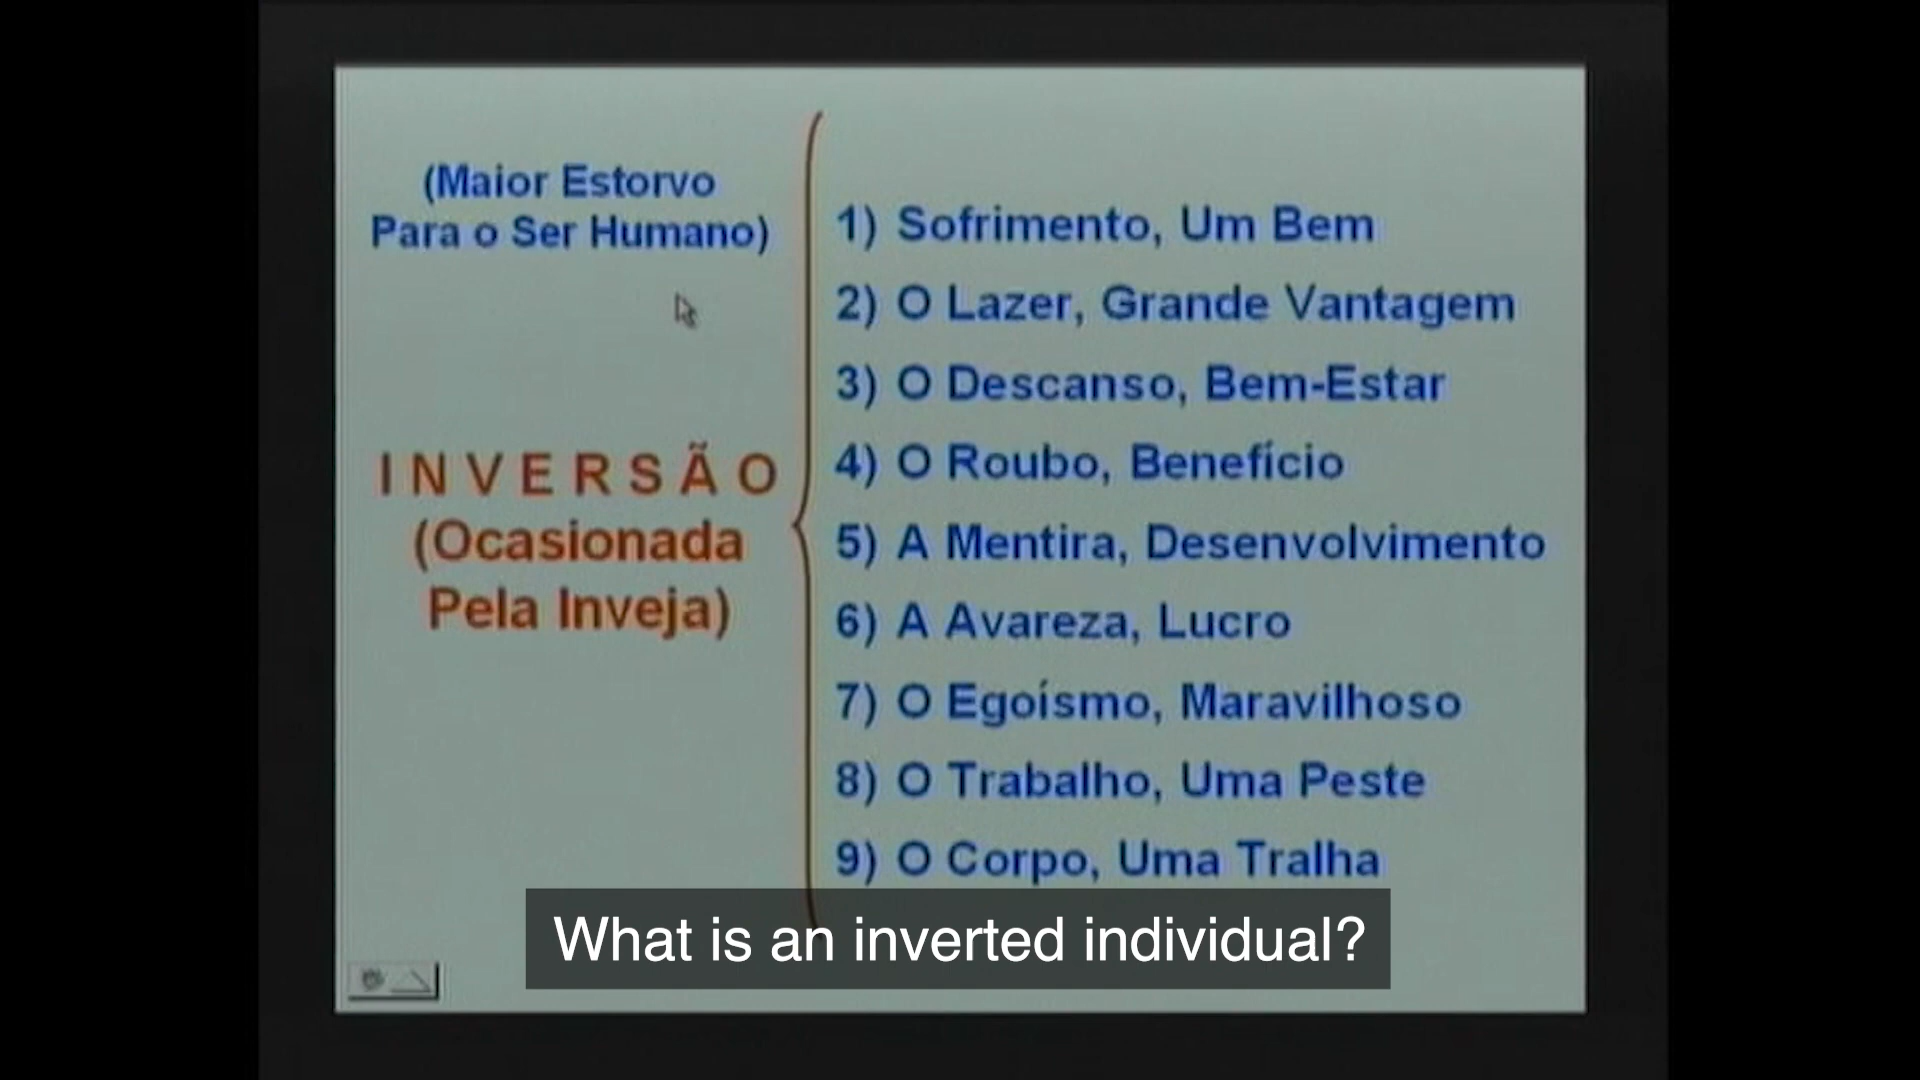 (Maior Estorvo
Para o Ser Humano)
INVERSÃO
(Ocasionada
Pela Inveja)
1) Sofrimento, Um Bem
2) O Lazer, Grande Vantagem
3) O Descanso, Bem-Estar
4) O Roubo, Benefício
5) A Mentira, Desenvolvimento
6) A Avareza, Lucro
7) O Egoísmo, Maravilhoso
8) O Trabalho, Uma Peste
9) O Corpo, Uma Tralha
What is an inverted individual?